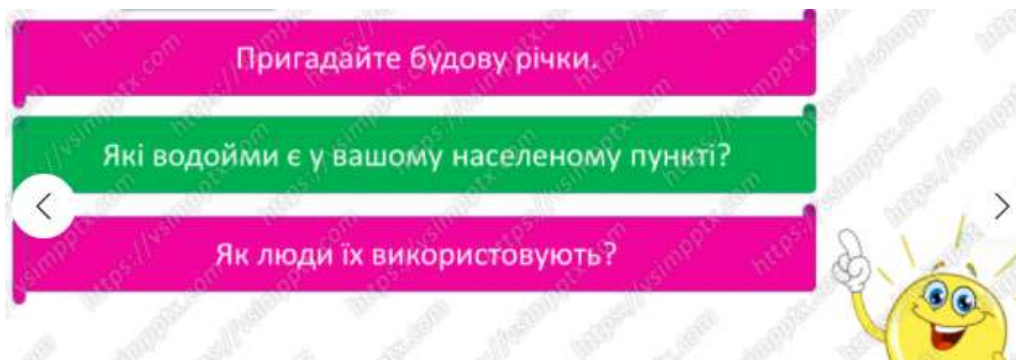 Пригадайте будову річки.
Які водойми є у вашому населеному пункті?
Як люди їх використовують?